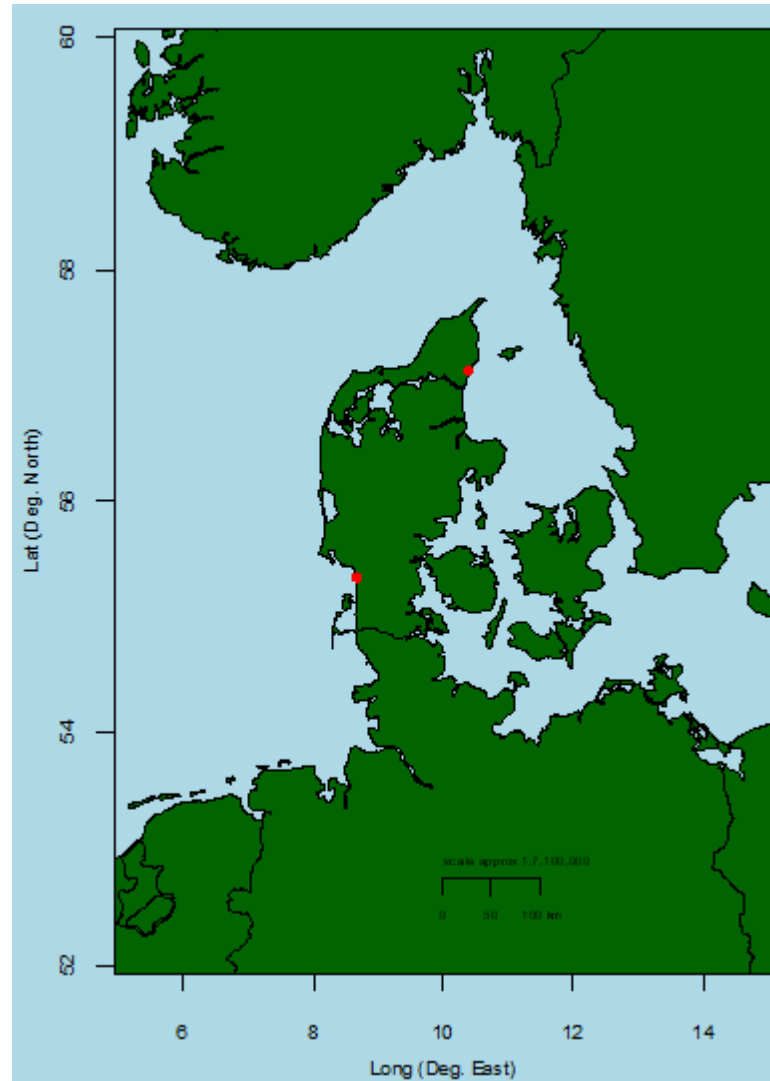 60
58
56
54
52
Lat (Deg. North)
scale approx 1:7,100,000
0 50 100 km
6 8 10 12 14
Long (Deg. East)